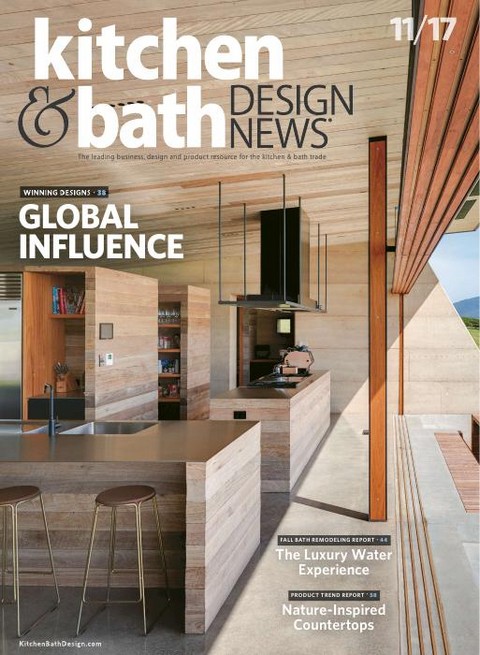 11/17
kitchen
& bath DESIGN
NEWS®
The leading business, design and product resource for the kitchen & bath trade
WINNING DESIGNS · 38
GLOBAL
INFLUENCE
FALL BATH REMODELING REPORT · 44
The Luxury Water
Experience
PRODUCT TREND REPORT · 58
Nature-Inspired
Countertops
KitchenBathDesign.com